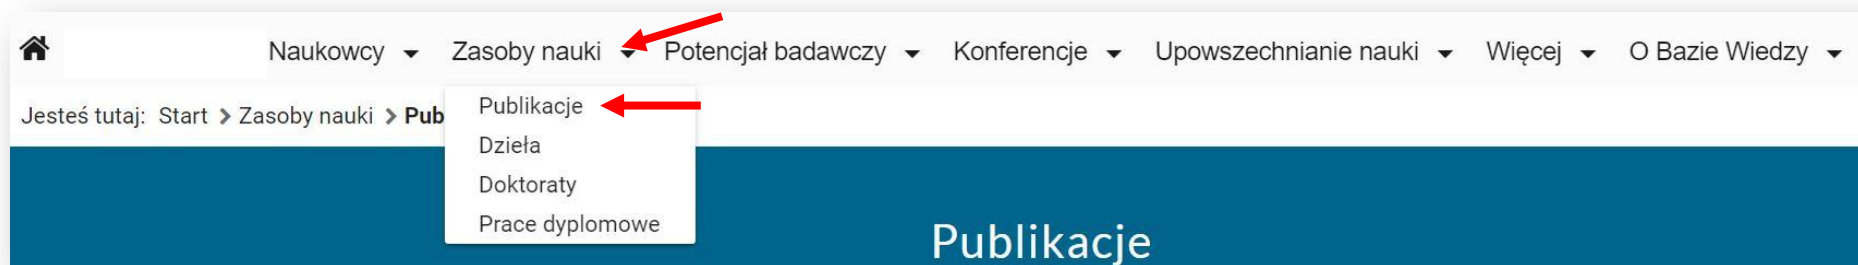 Naukowcy Zasoby nauki Potencjał badawczy Konferencje Upowszechnianie nauki Więcej O Bazie Wiedzy
Jesteś tutaj: Start > Zasoby nauki > Pub
Publikacje
Dzieła
Doktoraty
Prace dyplomowe
Publikacje